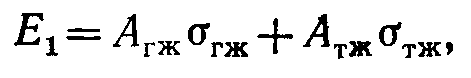 E₁ = A_гж σ_гж + A_тж σ_тж,